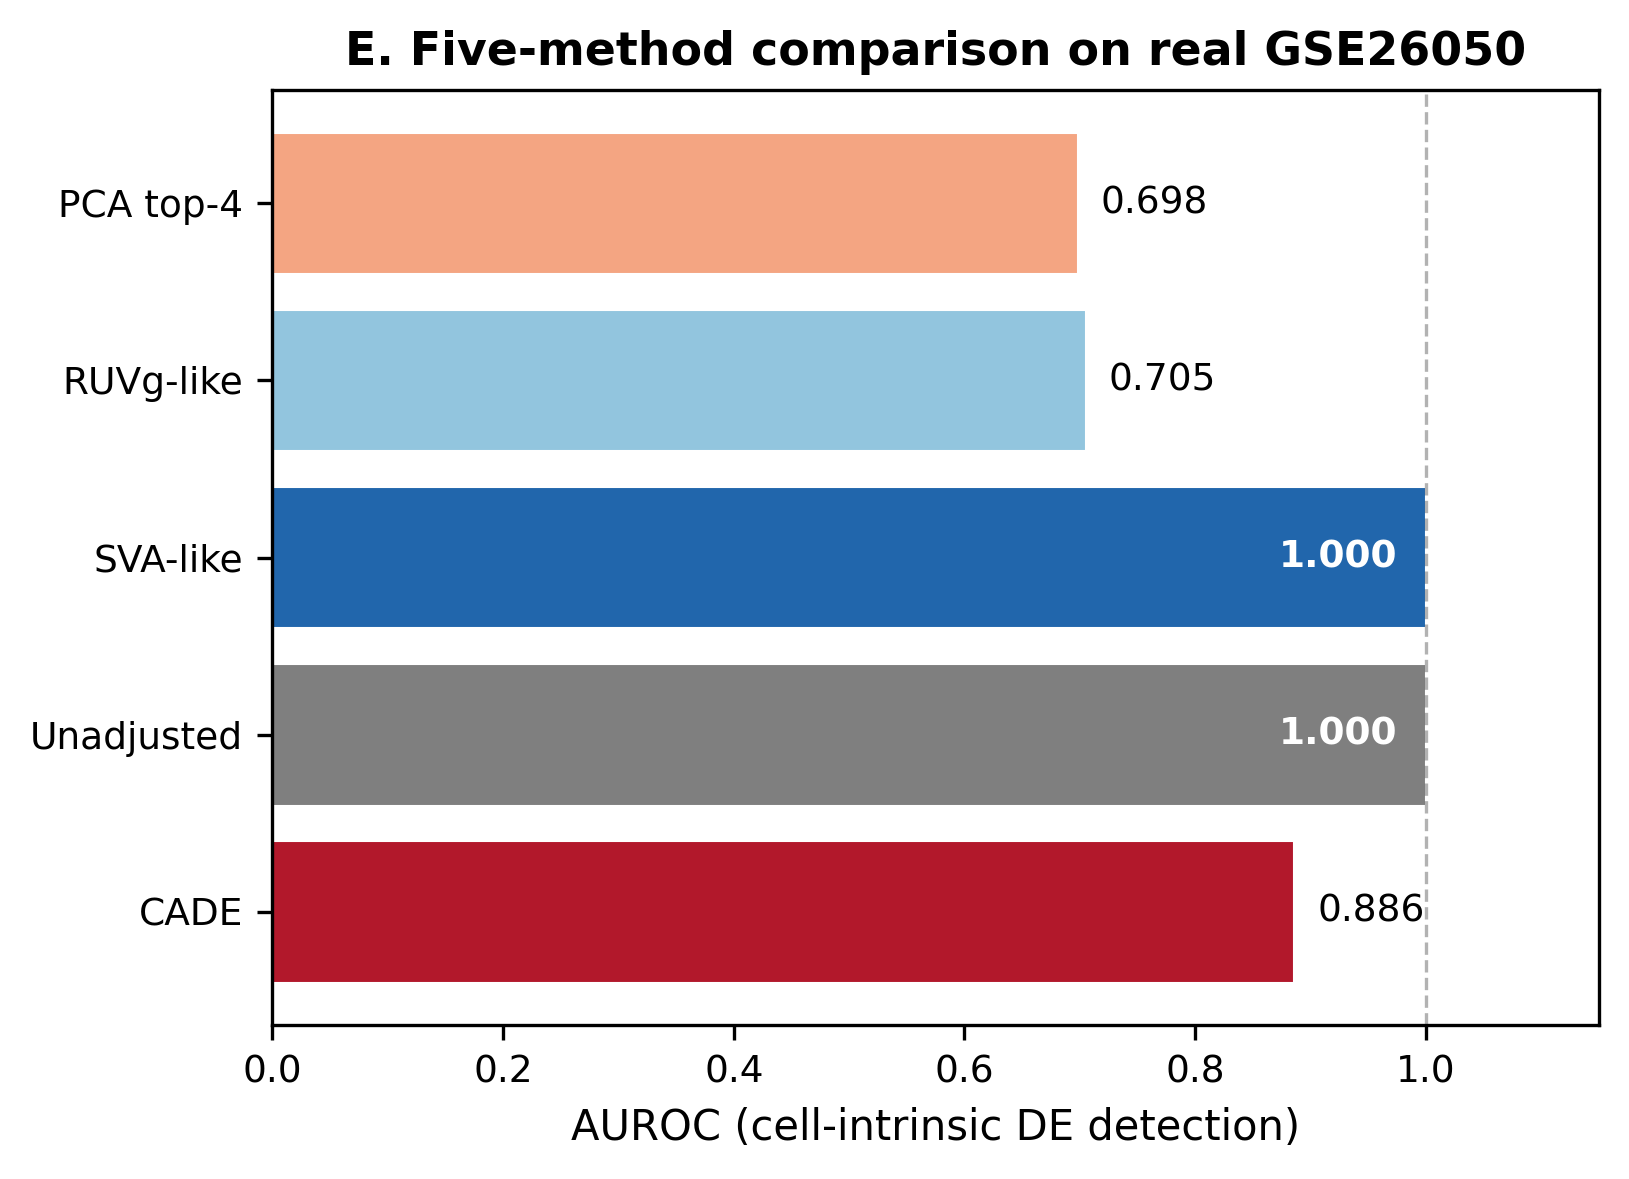 E. Five-method comparison on real GSE26050
PCA top-4
0.698
RUVg-like
0.705
SVA-like
1.000
Unadjusted
1.000
CADE
0.886
0.0 0.2 0.4 0.6 0.8 1.0
AUROC (cell-intrinsic DE detection)